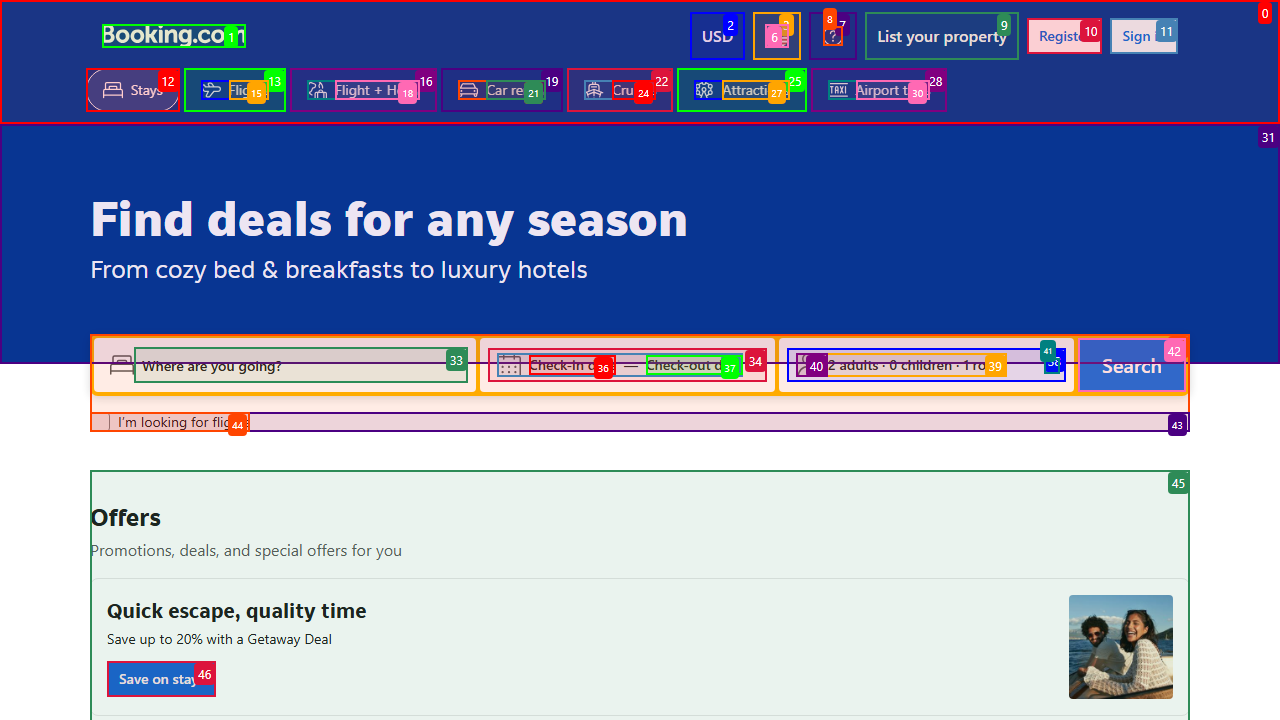 Booking.co
USD
?
List your property
Regist
Sign
0
1
2
6
7
8
9
10
11
Stays
Flig
Flight + H
Car re
Cru
Attracti
Airport t
12
13
15
16
18
19
21
22
24
25
27
28
30
TAXI
31
Find deals for any season
From cozy bed & breakfasts to luxury hotels
Where are you going?
Check-in d
—
Check-out d
2 adults · 0 children · 1 ro
Search
33
34
36
37
39
40
41
42
I'm looking for flig
43
44
45
Offers
Promotions, deals, and special offers for you
Quick escape, quality time
Save up to 20% with a Getaway Deal
Save on stay
46